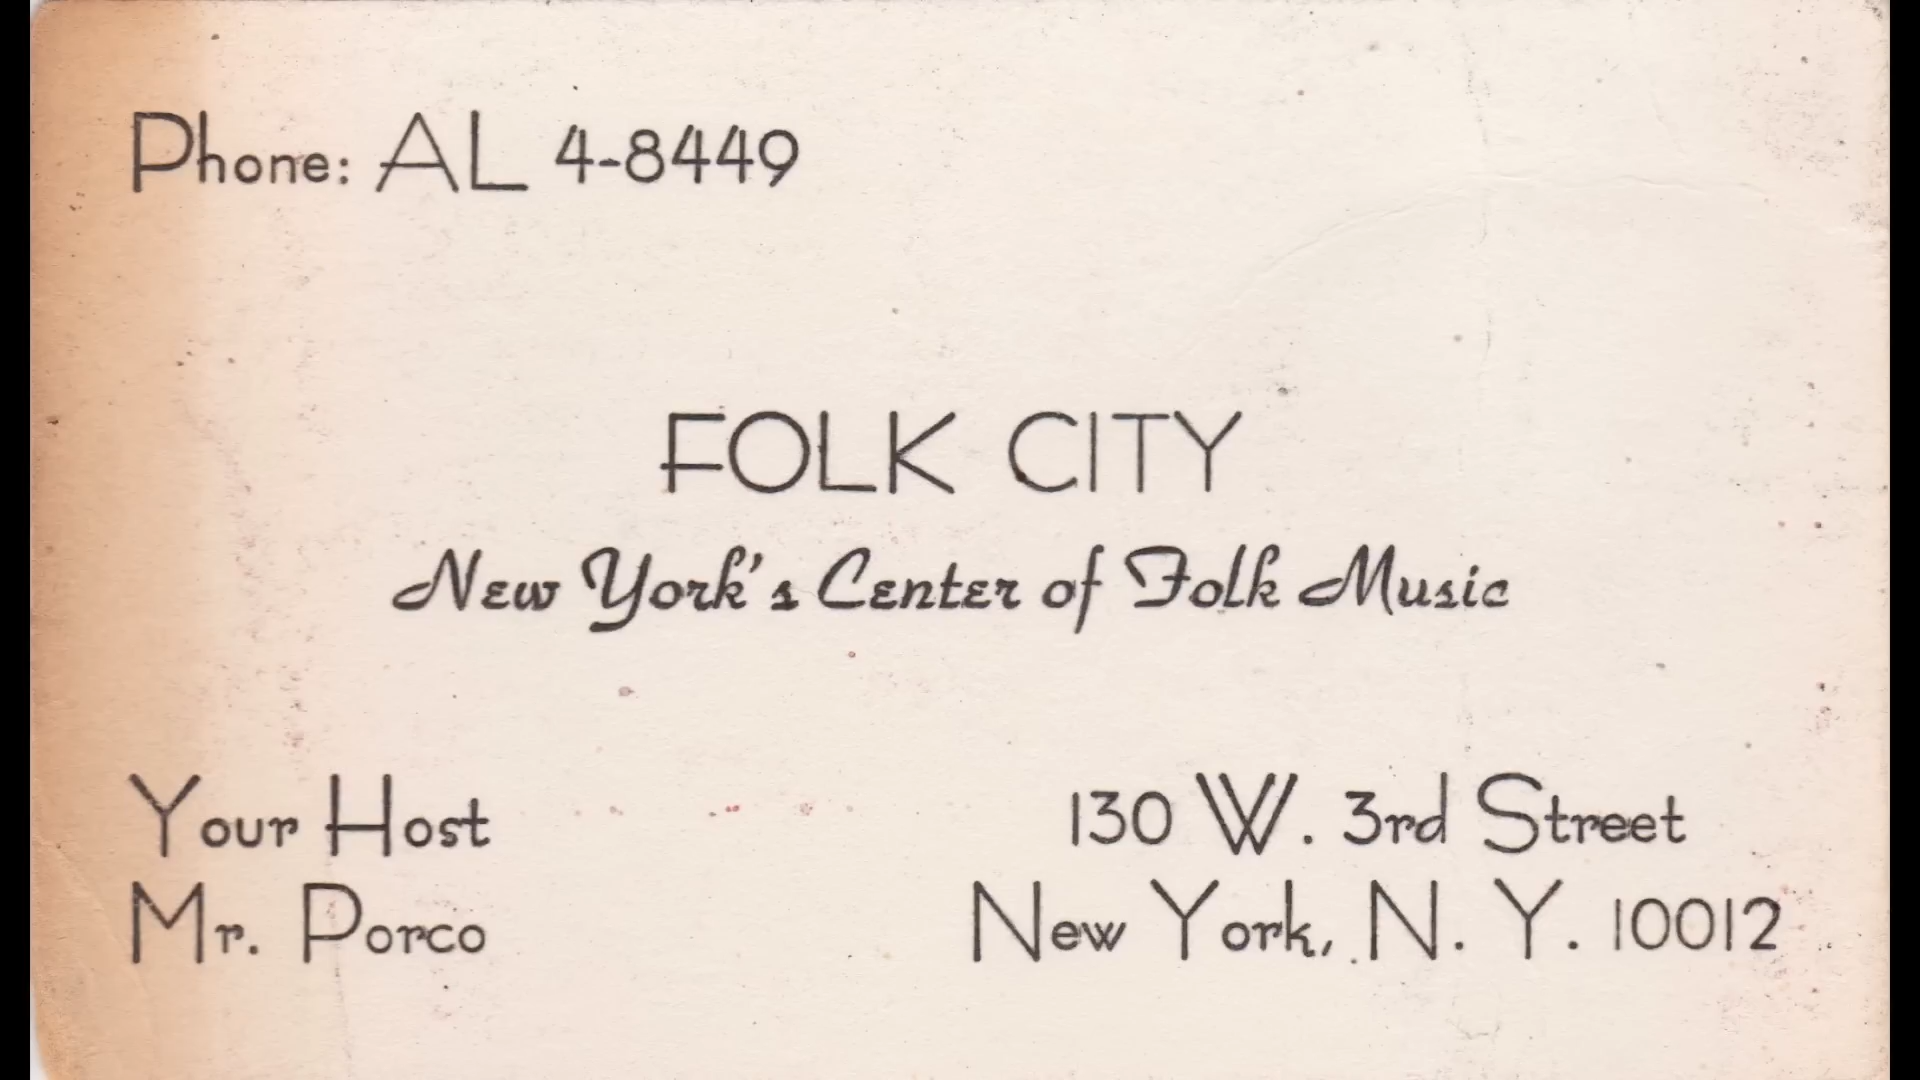 Phone: AL 4-8449
FOLK CITY
New York's Center of Folk Music
Your Host
Mr. Porco
130 W. 3rd Street
New York, N. Y. 10012